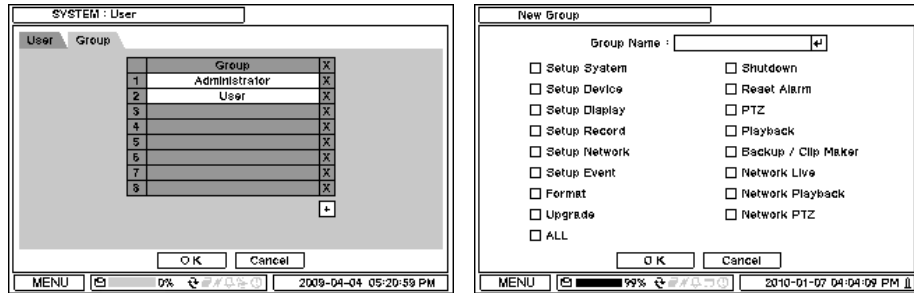 SYSTEM : User
User Group
Group X
1 Administrator X
2 User X
3 X
4 X
5 X
6 X
7 X
8 X
+
OK Cancel
MENU 0% 2009-04-04 05:20:59 PM
New Group
Group Name :
Setup System Shutdown
Setup Device Reset Alarm
Setup Display PTZ
Setup Record Playback
Setup Network Backup / Clip Maker
Setup Event Network Live
Format Network Playback
Upgrade Network PTZ
ALL
OK Cancel
MENU 99% 2010-01-07 04:04:09 PM